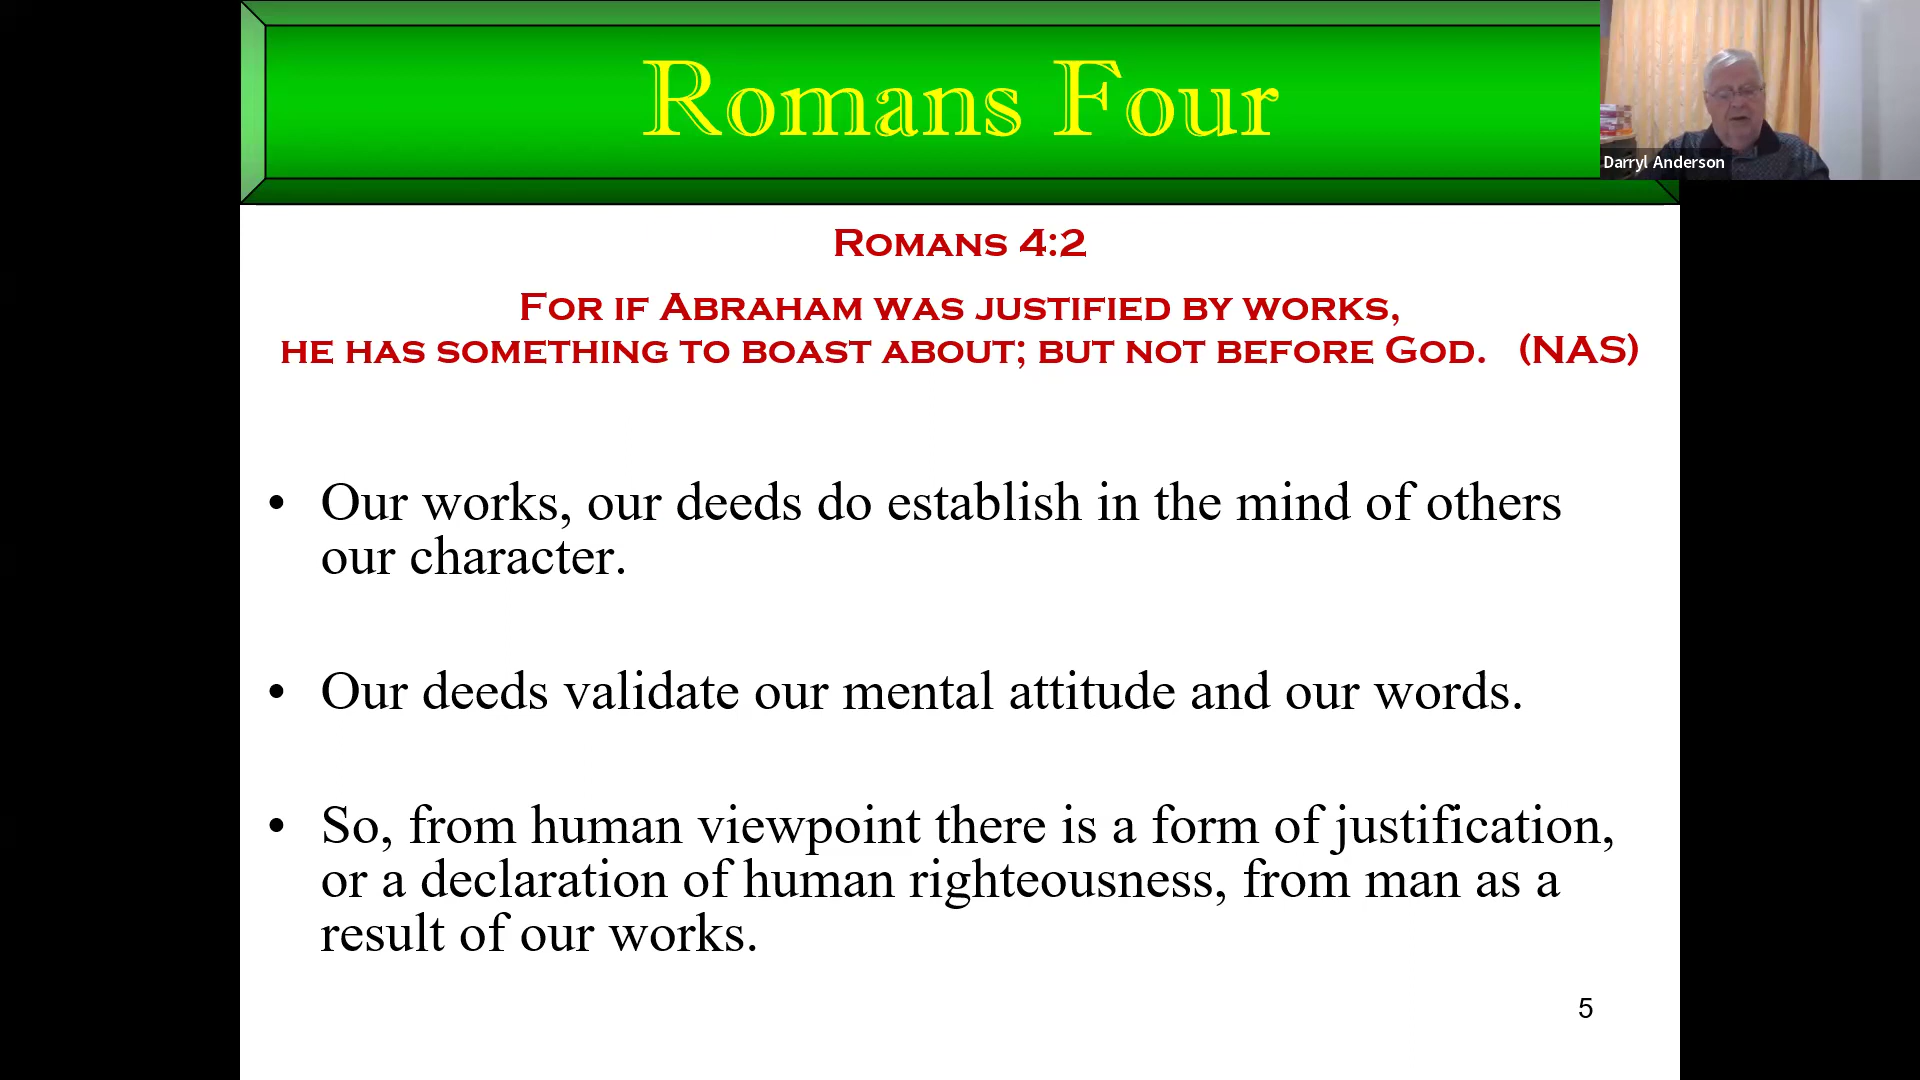 Romans Four
Darryl Anderson
Romans 4:2
For if Abraham was justified by works,
he has something to boast about; but not before God. (NAS)
• Our works, our deeds do establish in the mind of others
our character.
• Our deeds validate our mental attitude and our words.
• So, from human viewpoint there is a form of justification,
or a declaration of human righteousness, from man as a
result of our works.
5